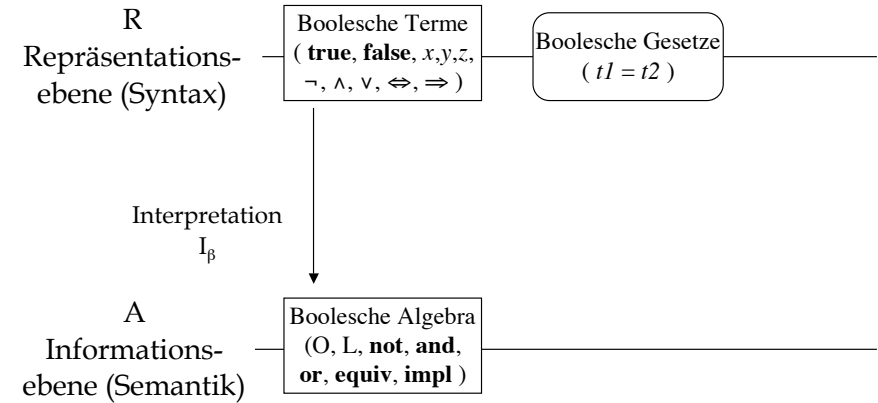 R
Repräsentations-
ebene (Syntax)
Boolesche Terme
( true, false, x,y,z,
¬, ∧, ∨, ⇔, ⇒ )
Boolesche Gesetze
( t1 = t2 )
Interpretation
Iβ
A
Informations-
ebene (Semantik)
Boolesche Algebra
(O, L, not, and,
or, equiv, impl )